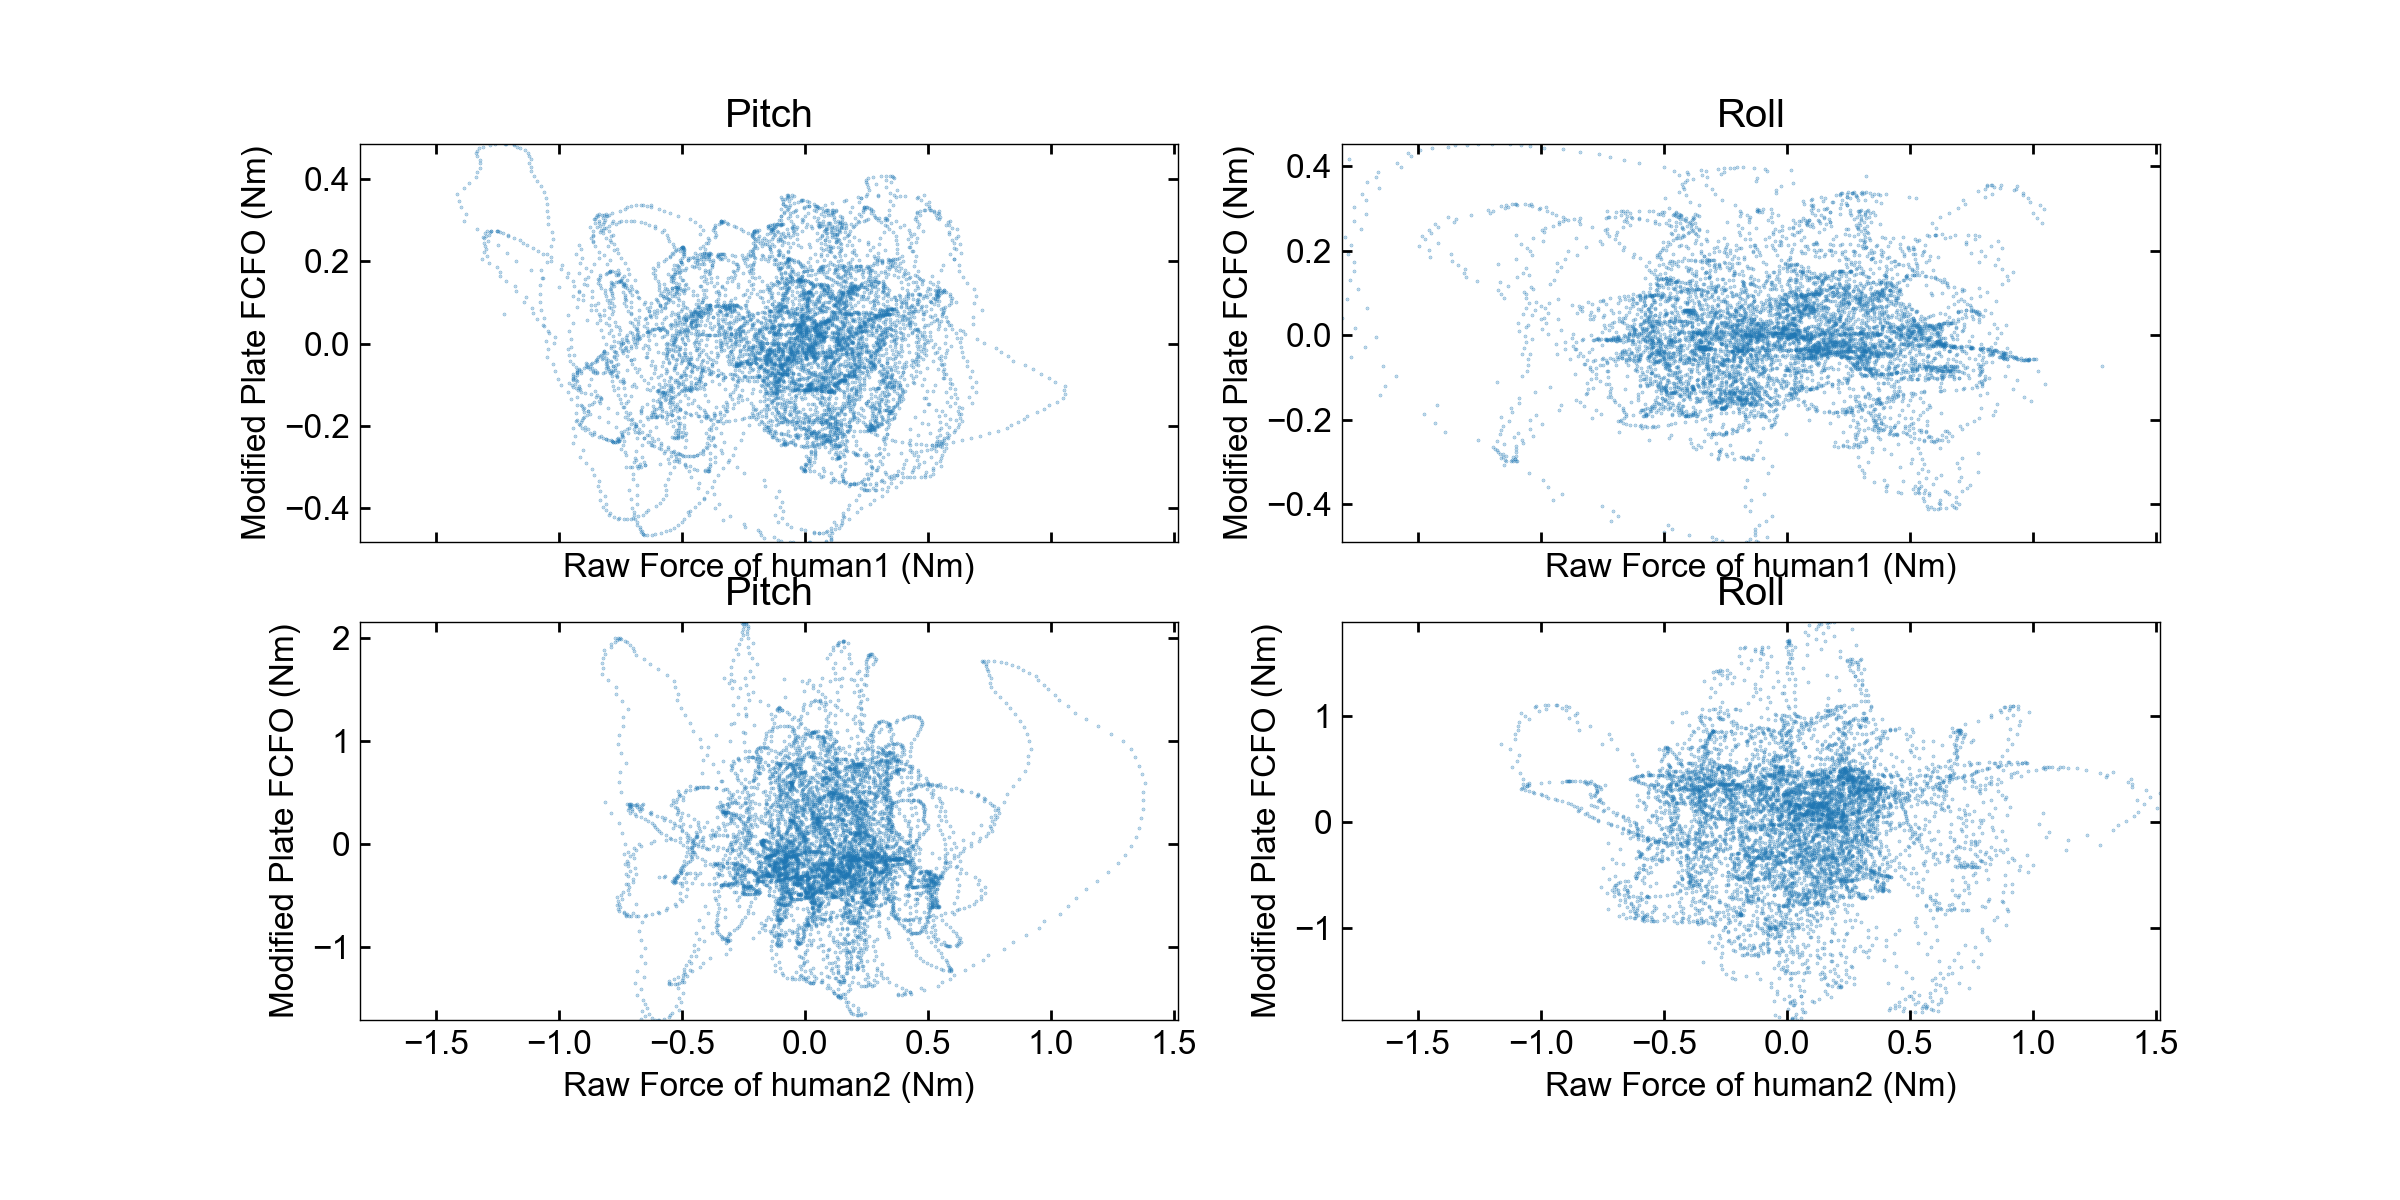 Pitch
Roll
Modified Plate FCFO (Nm)
0.4
0.2
0.0
−0.2
−0.4
Raw Force of human1 (Nm)
Modified Plate FCFO (Nm)
0.4
0.2
0.0
−0.2
−0.4
Raw Force of human1 (Nm)
Pitch
Roll
Modified Plate FCFO (Nm)
2
1
0
−1
−1.5 −1.0 −0.5 0.0 0.5 1.0 1.5
Raw Force of human2 (Nm)
Modified Plate FCFO (Nm)
1
0
−1
−1.5 −1.0 −0.5 0.0 0.5 1.0 1.5
Raw Force of human2 (Nm)